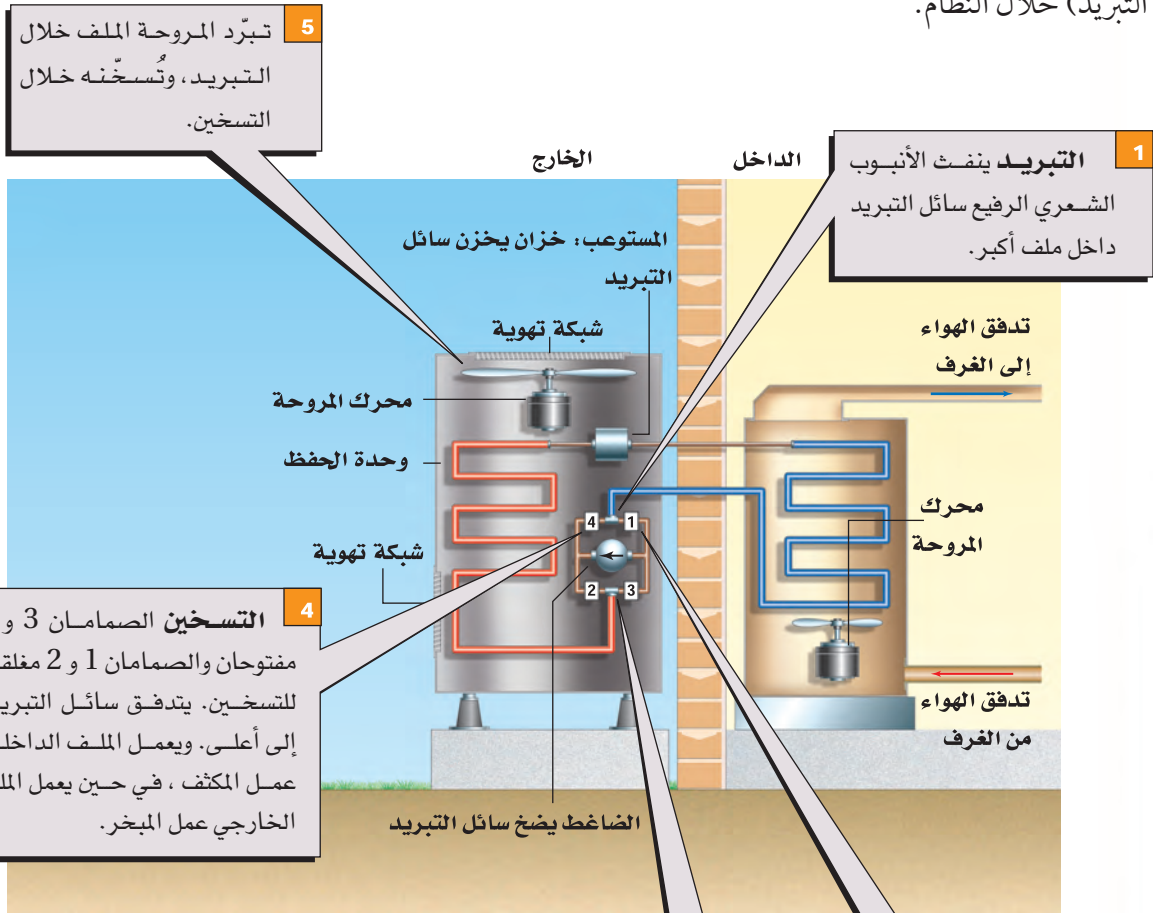 التبريد) خلال النظام.
5
تبرّد المروحة الملف خلال
التبريد، وتُسخّنه خلال
التسخين.
1
التبريد ينفث الأنبوب
الشعري الرفيع سائل التبريد
داخل ملف أكبر.
الخارج
الداخل
المستوعب: خزان يخزن سائل
التبريد
شبكة تهوية
تدفق الهواء
إلى الغرف
محرك المروحة
وحدة الحفظ
محرك
المروحة
4 1
2 3
شبكة تهوية
4
التسخين الصمامان 3 و
مفتوحان والصمامان 1 و 2 مغلقا
للتسخين. يتدفق سائل التبريد
إلى أعلى. ويعمل الملف الداخلـ
عمل المكثف ، في حين يعمل الملـ
الخارجي عمل المبخر.
تدفق الهواء
من الغرف
الضاغط يضخ سائل التبريد